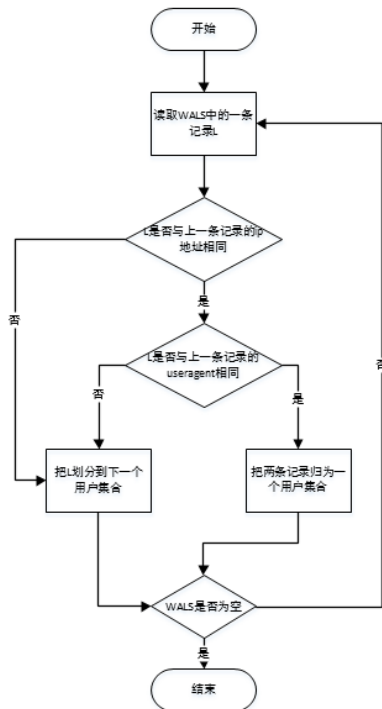 开始
读取WALS中的一条
记录L
L是否与上一条记录的ip
地址相同
否
是
L是否与上一条记录的
useragent相同
否
否
是
把L划分到下一个
用户集合
把两条记录归为一
个用户集合
WALS是否为空
是
结束